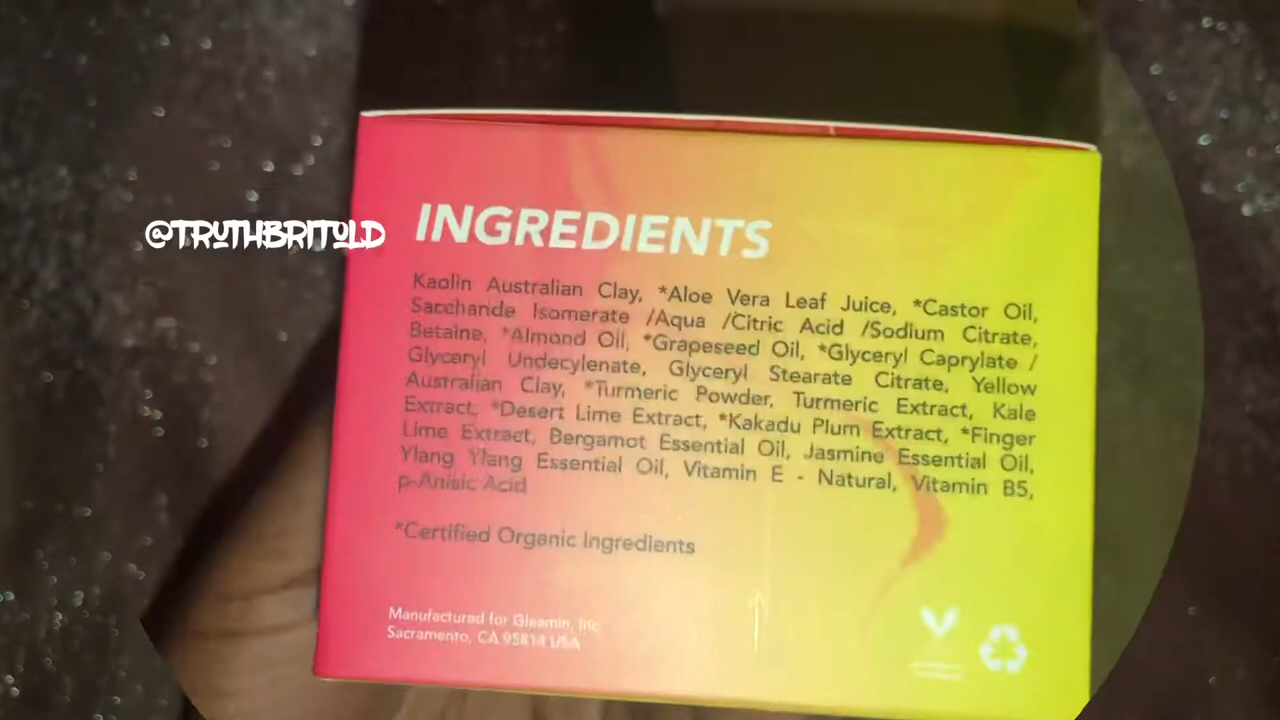 @TRUTHBRITOLD
INGREDIENTS
Kaolin Australian Clay, *Aloe Vera Leaf Juice, *Castor Oil,
Saccharide Isomerate /Aqua /Citric Acid /Sodium Citrate,
Betaine, *Almond Oil, *Grapeseed Oil, *Glyceryl Caprylate /
Glyceryl Undecylenate, Glyceryl Stearate Citrate, Yellow
Australian Clay, *Turmeric Powder, Turmeric Extract, Kale
Extract, *Desert Lime Extract, *Kakadu Plum Extract, *Finger
Lime Extract, Bergamot Essential Oil, Jasmine Essential Oil,
Ylang Ylang Essential Oil, Vitamin E - Natural, Vitamin B5,
p-Anisic Acid
*Certified Organic Ingredients
Manufactured for Gleamin, Inc
Sacramento, CA 95814 USA